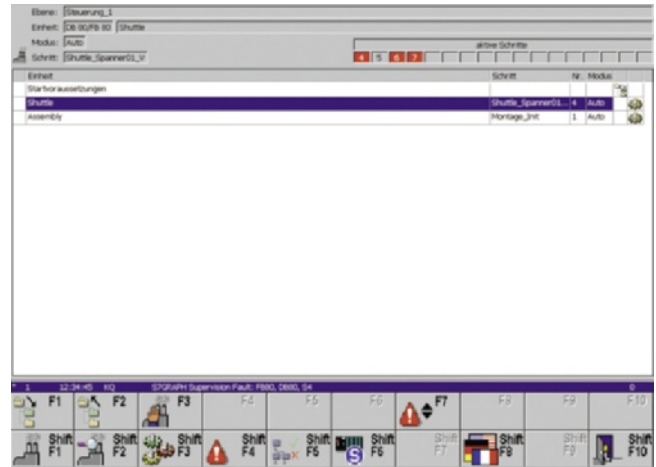 Ebene: Steuerung_1
Einheit: DB 80/FB 80 Shuttle
Modus: Auto
aktive Schritte
Schritt: Shuttle_Spanner01_V
4 5 6 7
Einheit Schritt Nr. Modus
Startvoraussetzungen
Shuttle Shuttle_Spanner01... 4 Auto
Assembly Montage_Init 1 Auto
* 1 12:34:45 KQ S7GRAPH Supervision Fault: FB80, DB80, S4 0
F1 F2 F3 F4 F5 F6 F7 F8 F9 F10
Shift Shift Shift Shift Shift Shift Shift Shift Shift Shift
F1 F2 F3 F4 F5 S F6 F7 F8 F9 F10